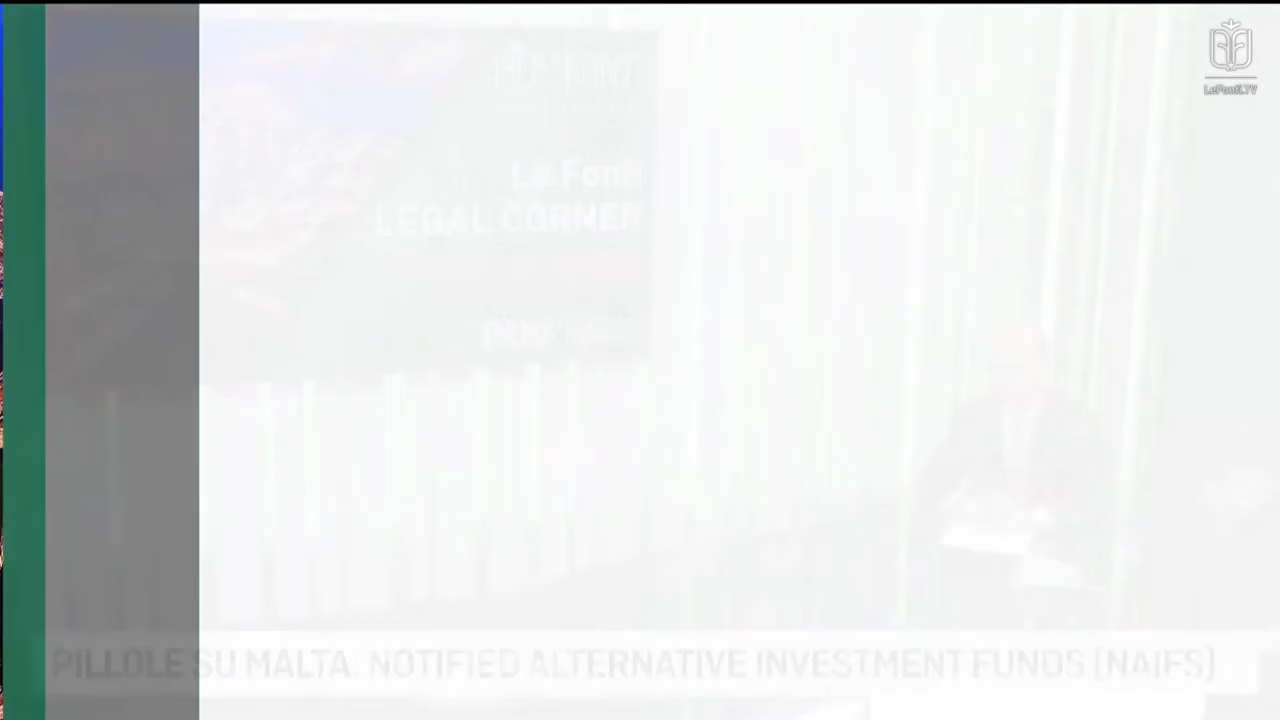 LeFonti.TV
Le Fonti
LEGAL CORNER
PILLOLE SU MALTA: NOTIFIED ALTERNATIVE INVESTMENT FUNDS (NAIFS)